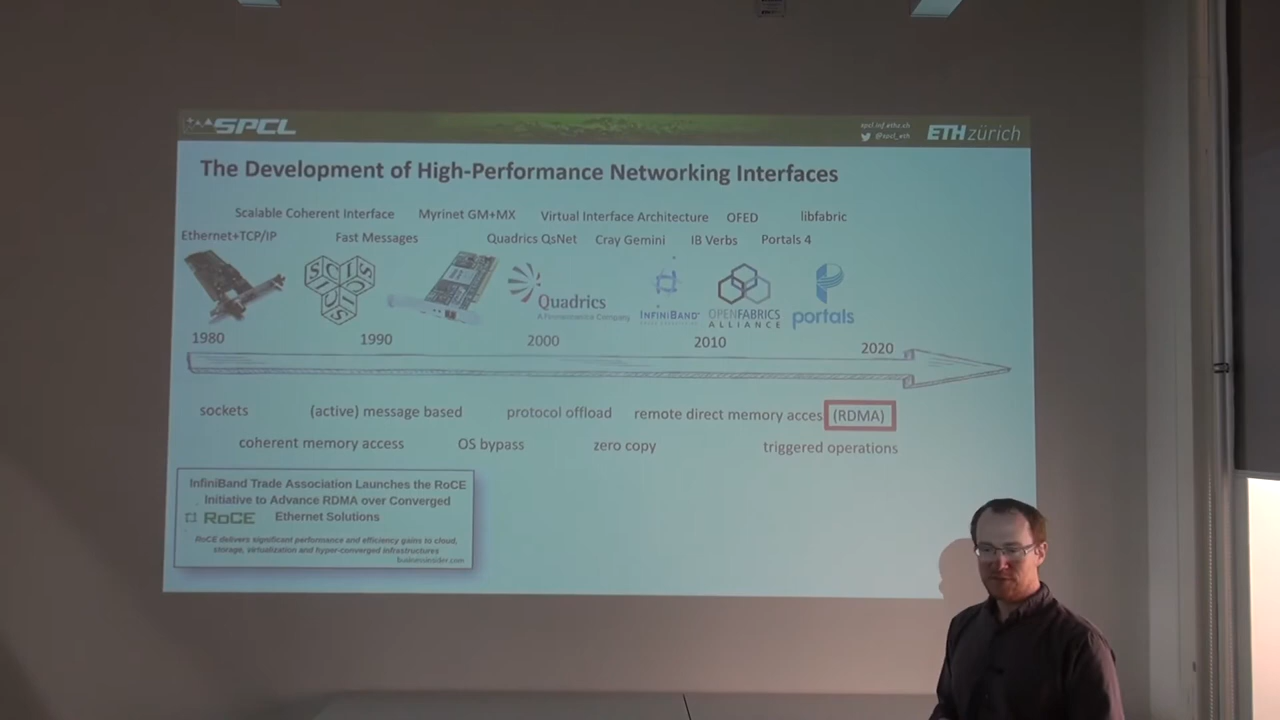 SPCL
spcl.inf.ethz.ch
@spcl_eth
ETH zürich
The Development of High-Performance Networking Interfaces
Scalable Coherent Interface Myrinet GM+MX Virtual Interface Architecture OFED libfabric
Ethernet+TCP/IP Fast Messages Quadrics QsNet Cray Gemini IB Verbs Portals 4
Quadrics
InfiniBand
OPENFABRICS
ALLIANCE
portals
1980 1990 2000 2010 2020
sockets (active) message based protocol offload remote direct memory acces (RDMA)
coherent memory access OS bypass zero copy triggered operations
InfiniBand Trade Association Launches the RoCE
Initiative to Advance RDMA over Converged
RoCE Ethernet Solutions
RoCE delivers significant performance and efficiency gains to cloud,
storage, virtualization and hyper-converged infrastructures
businessinsider.com